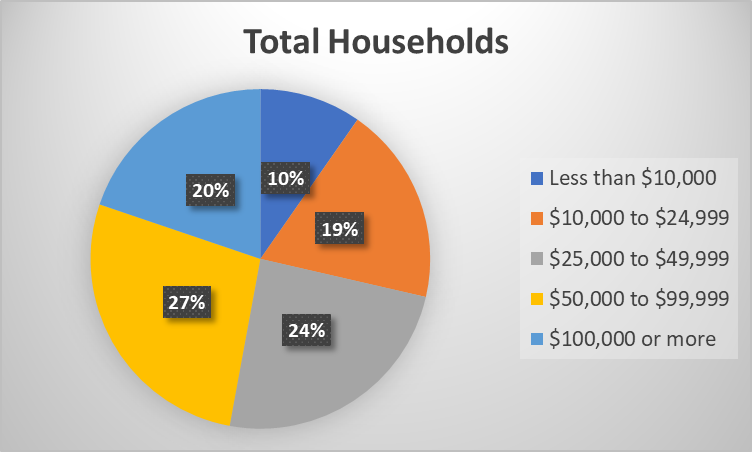 Total Households
10%
20%
19%
27%
24%
Less than $10,000
$10,000 to $24,999
$25,000 to $49,999
$50,000 to $99,999
$100,000 or more